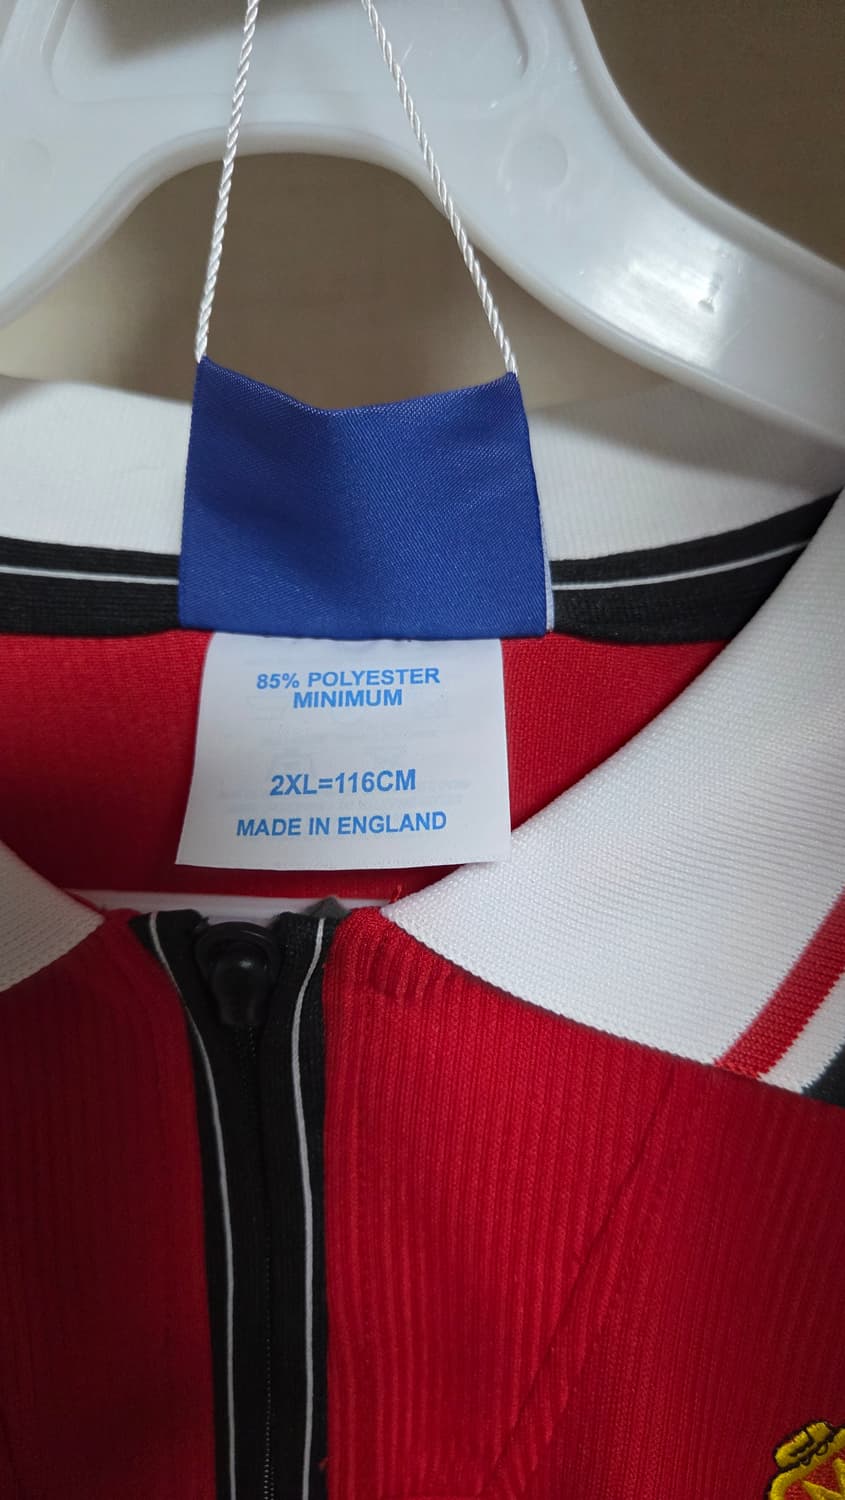 85% POLYESTER
MINIMUM
2XL=116CM
MADE IN ENGLAND